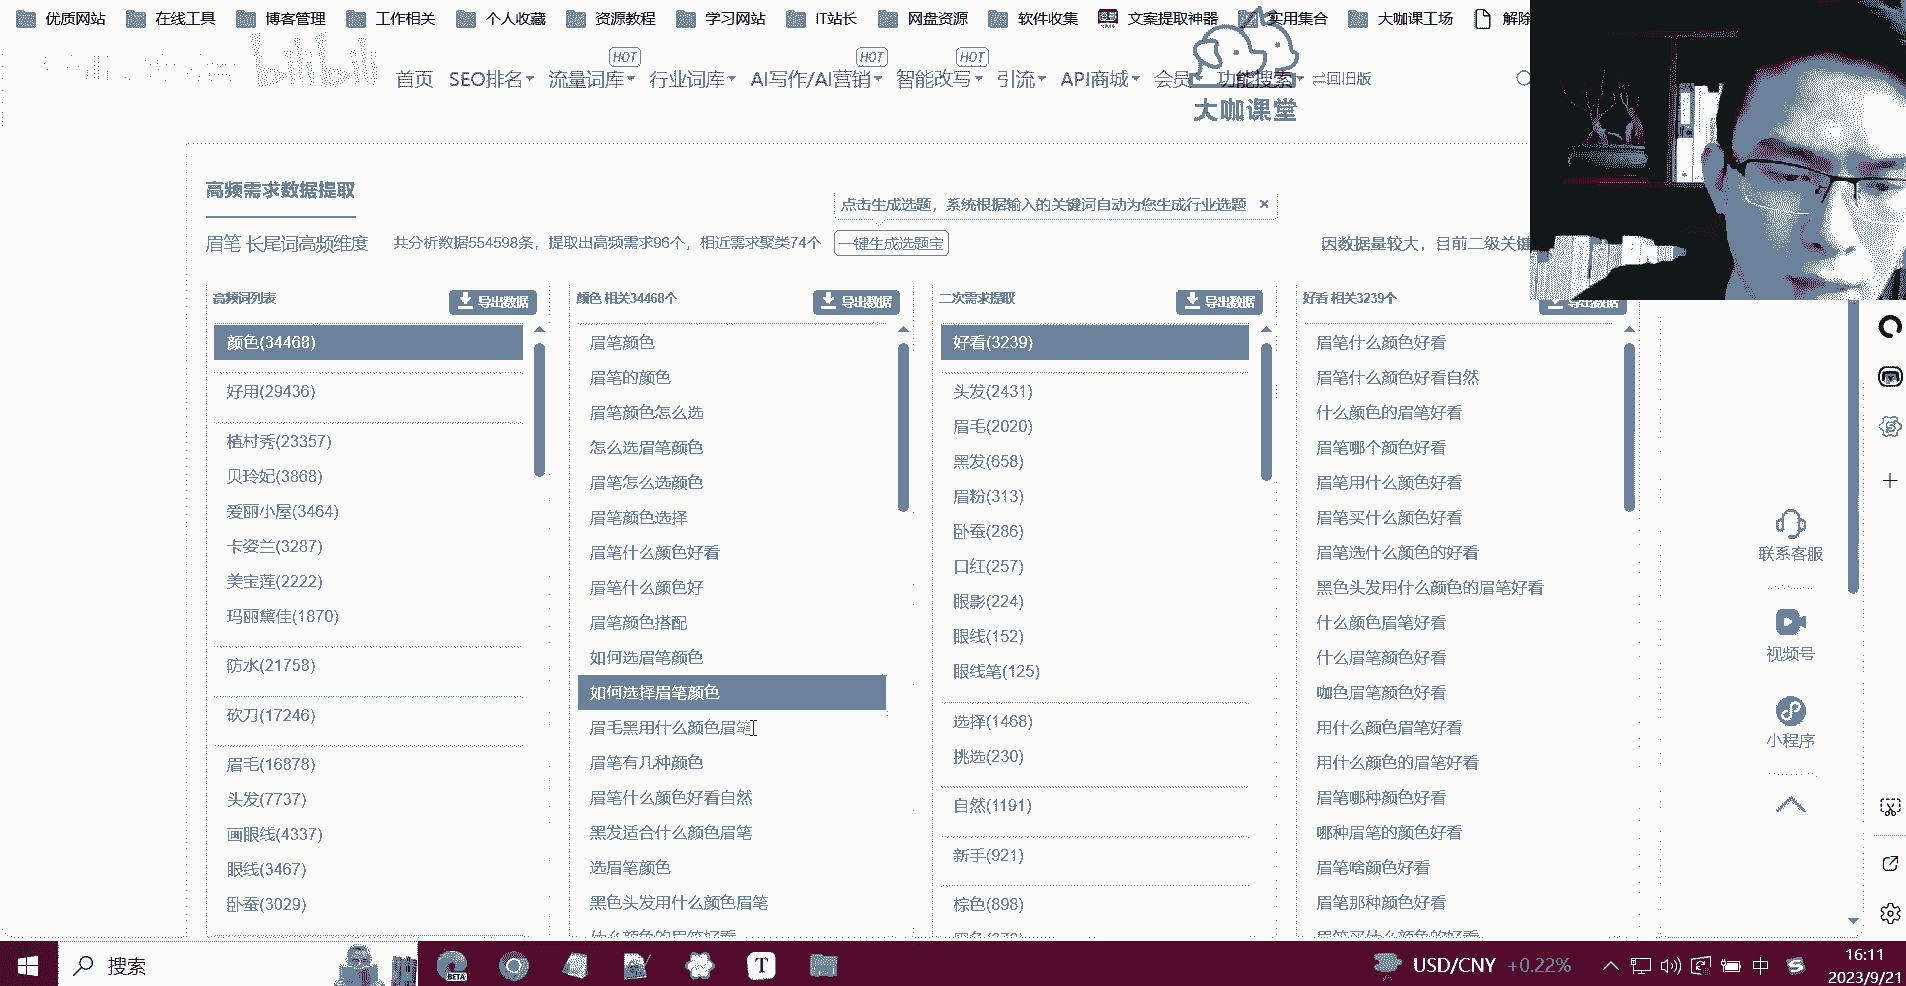 优质网站 在线工具 博客管理 工作相关 个人收藏 资源教程 学习网站 IT站长 网盘资源 软件收集 文案提取神器 实用集合 大咖课工场 解除
bilibili
HOT HOT HOT
首页 SEO排名 流量词库 行业词库 AI写作/AI营销 智能改写 引流 API商城 会员 功能搜索 回旧版
大咖课堂
高频需求数据提取
点击生成选题，系统根据输入的关键词自动为您生成行业选题 ×
眉笔 长尾词高频维度 共分析数据554598条，提取出高频需求96个，相近需求聚类74个 一键生成选题宝 因数据量较大，目前二级关键
高频词列表 导出数据
颜色(34468)
好用(29436)
植村秀(23357)
贝玲妃(3868)
爱丽小屋(3464)
卡姿兰(3287)
美宝莲(2222)
玛丽黛佳(1870)
防水(21758)
砍刀(17246)
眉毛(16878)
头发(7737)
画眼线(4337)
眼线(3467)
卧蚕(3029)
颜色 相关34468个 导出数据
眉笔颜色
眉笔的颜色
眉笔颜色怎么选
怎么选眉笔颜色
眉笔怎么选颜色
眉笔颜色选择
眉笔什么颜色好看
眉笔什么颜色好
眉笔颜色搭配
如何选眉笔颜色
如何选择眉笔颜色
眉毛黑用什么颜色眉笔
眉笔有几种颜色
眉笔什么颜色好看自然
黑发适合什么颜色眉笔
选眉笔颜色
黑色头发用什么颜色眉笔
什么颜色的眉笔好看
二次需求提取 导出数据
好看(3239)
头发(2431)
眉毛(2020)
黑发(658)
眉粉(313)
卧蚕(286)
口红(257)
眼影(224)
眼线(152)
眼线笔(125)
选择(1468)
挑选(230)
自然(1191)
新手(921)
棕色(898)
好看 相关3239个 导出数据
眉笔什么颜色好看
眉笔什么颜色好看自然
什么颜色的眉笔好看
眉笔哪个颜色好看
眉笔用什么颜色好看
眉笔买什么颜色好看
眉笔选什么颜色的好看
黑色头发用什么颜色的眉笔好看
什么颜色眉笔好看
什么眉笔颜色好看
咖色眉笔颜色好看
用什么颜色眉笔好看
用什么颜色的眉笔好看
眉笔哪种颜色好看
哪种眉笔的颜色好看
眉笔啥颜色好看
眉笔那种颜色好看
眉笔买什么颜色的好看
联系客服
视频号
小程序
搜索
BETA
T
USD/CNY +0.22%
中
16:11
2023/9/21